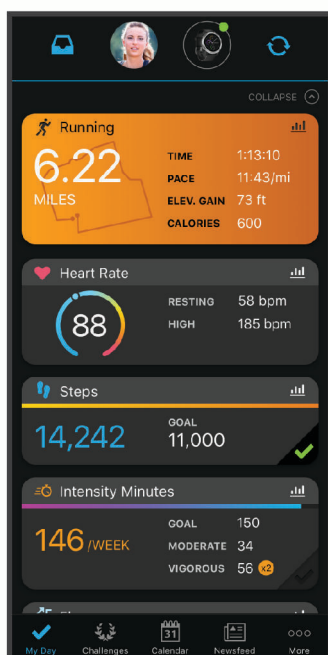 COLLAPSE
Running
6.22
MILES
TIME 1:13:10
PACE 11:43/mi
ELEV. GAIN 73 ft
CALORIES 600
Heart Rate
88
RESTING 58 bpm
HIGH 185 bpm
Steps
14,242
GOAL
11,000
Intensity Minutes
146 /WEEK
GOAL 150
MODERATE 34
VIGOROUS 56 x2
31
My Day Challenges Calendar Newsfeed More